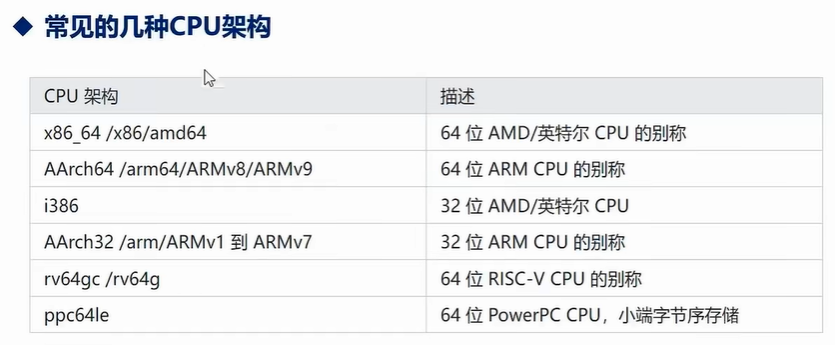 常见的几种CPU架构
CPU 架构 描述
x86_64 /x86/amd64 64 位 AMD/英特尔 CPU 的别称
AArch64 /arm64/ARMv8/ARMv9 64 位 ARM CPU 的别称
i386 32 位 AMD/英特尔 CPU
AArch32 /arm/ARMv1 到 ARMv7 32 位 ARM CPU 的别称
rv64gc /rv64g 64 位 RISC-V CPU 的别称
ppc64le 64 位 PowerPC CPU，小端字节序存储